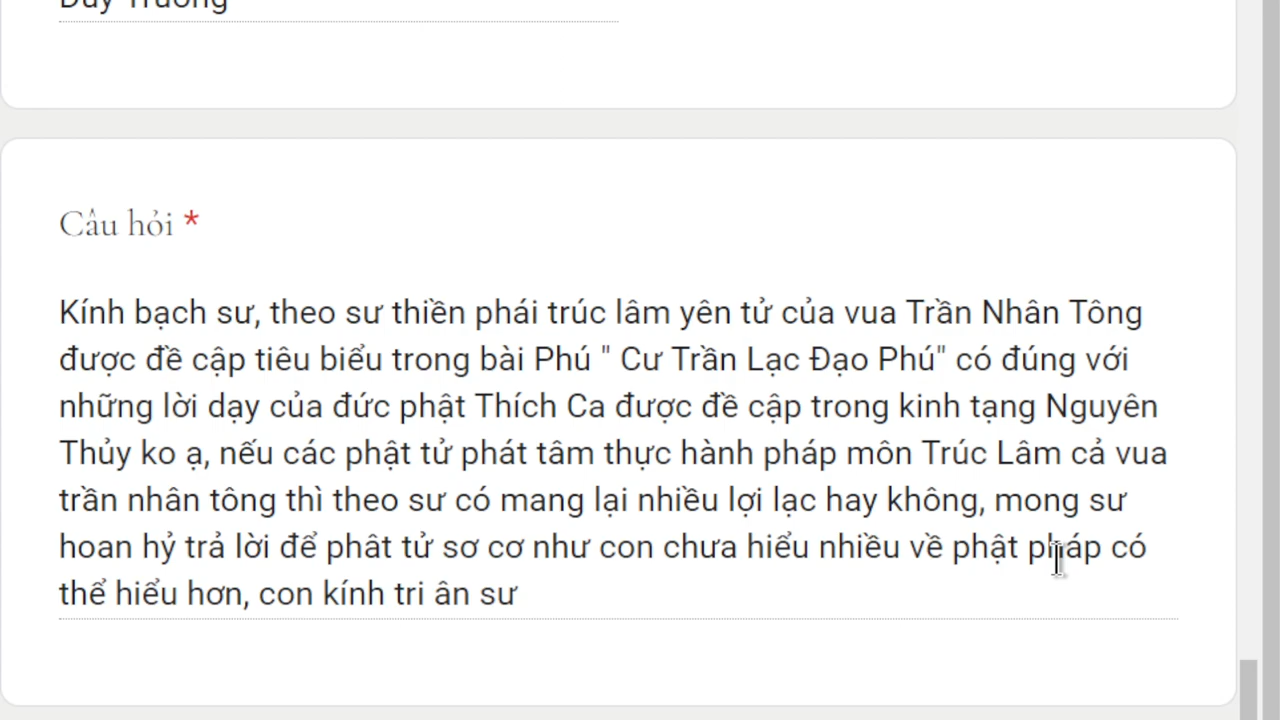 Duy Trường
Câu hỏi *
Kính bạch sư, theo sư thiền phái trúc lâm yên tử của vua Trần Nhân Tông
được đề cập tiêu biểu trong bài Phú " Cư Trần Lạc Đạo Phú" có đúng với
những lời dạy của đức phật Thích Ca được đề cập trong kinh tạng Nguyên
Thủy ko ạ, nếu các phật tử phát tâm thực hành pháp môn Trúc Lâm cả vua
trần nhân tông thì theo sư có mang lại nhiều lợi lạc hay không, mong sư
hoan hỷ trả lời để phât tử sơ cơ như con chưa hiểu nhiều về phật pháp có
thể hiểu hơn, con kính tri ân sư